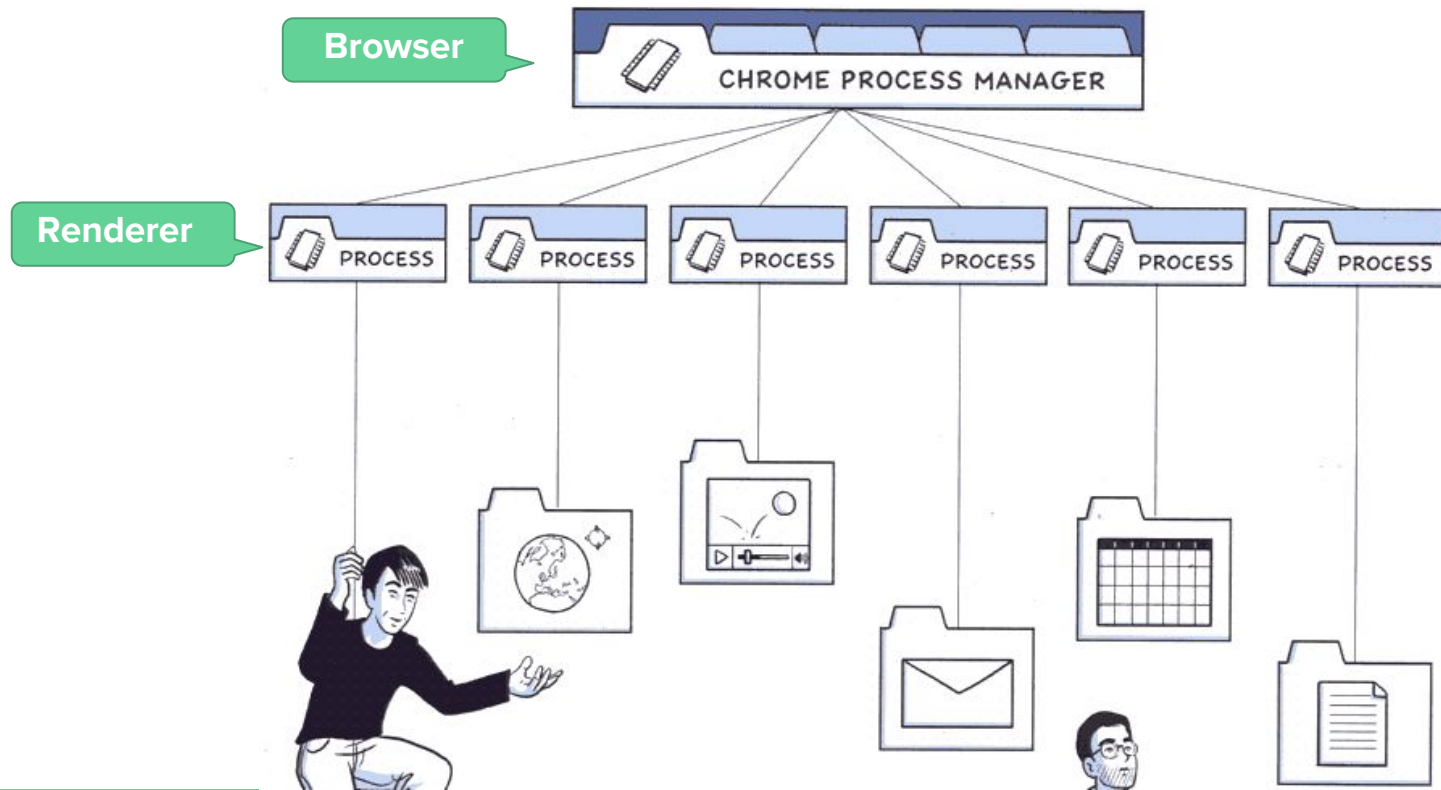 Browser
CHROME PROCESS MANAGER
Renderer
PROCESS
PROCESS
PROCESS
PROCESS
PROCESS
PROCESS